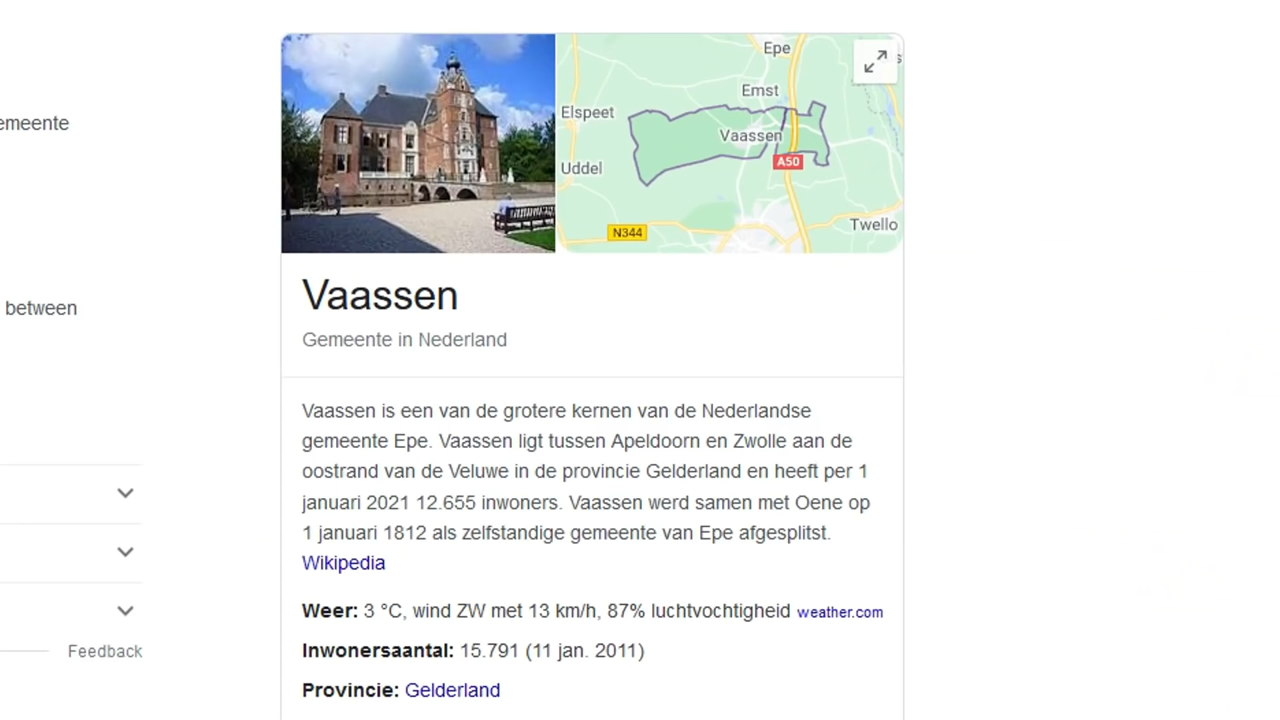 emeente
between
Feedback
Epe
Emst
Elspeet
Vaassen
A50
Uddel
Twello
N344
Vaassen
Gemeente in Nederland
Vaassen is een van de grotere kernen van de Nederlandse
gemeente Epe. Vaassen ligt tussen Apeldoorn en Zwolle aan de
oostrand van de Veluwe in de provincie Gelderland en heeft per 1
januari 2021 12.655 inwoners. Vaassen werd samen met Oene op
1 januari 1812 als zelfstandige gemeente van Epe afgesplitst.
Wikipedia
Weer: 3 °C, wind ZW met 13 km/h, 87% luchtvochtigheid weather.com
Inwonersaantal: 15.791 (11 jan. 2011)
Provincie: Gelderland